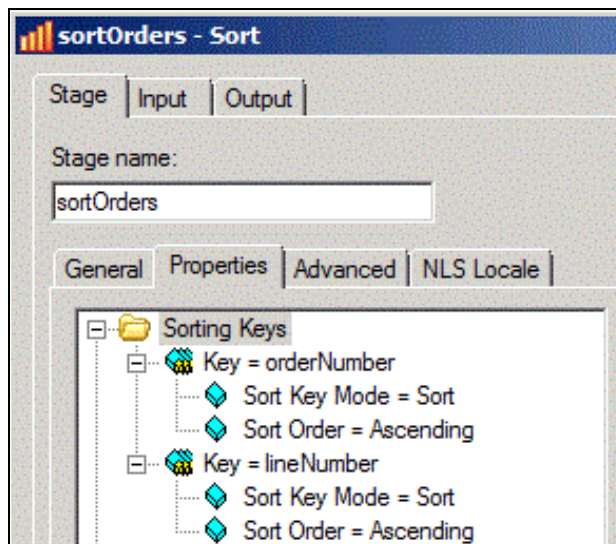 sortOrders - Sort
Stage Input Output
Stage name:
sortOrders
General Properties Advanced NLS Locale
Sorting Keys
Key = orderNumber
Sort Key Mode = Sort
Sort Order = Ascending
Key = lineNumber
Sort Key Mode = Sort
Sort Order = Ascending